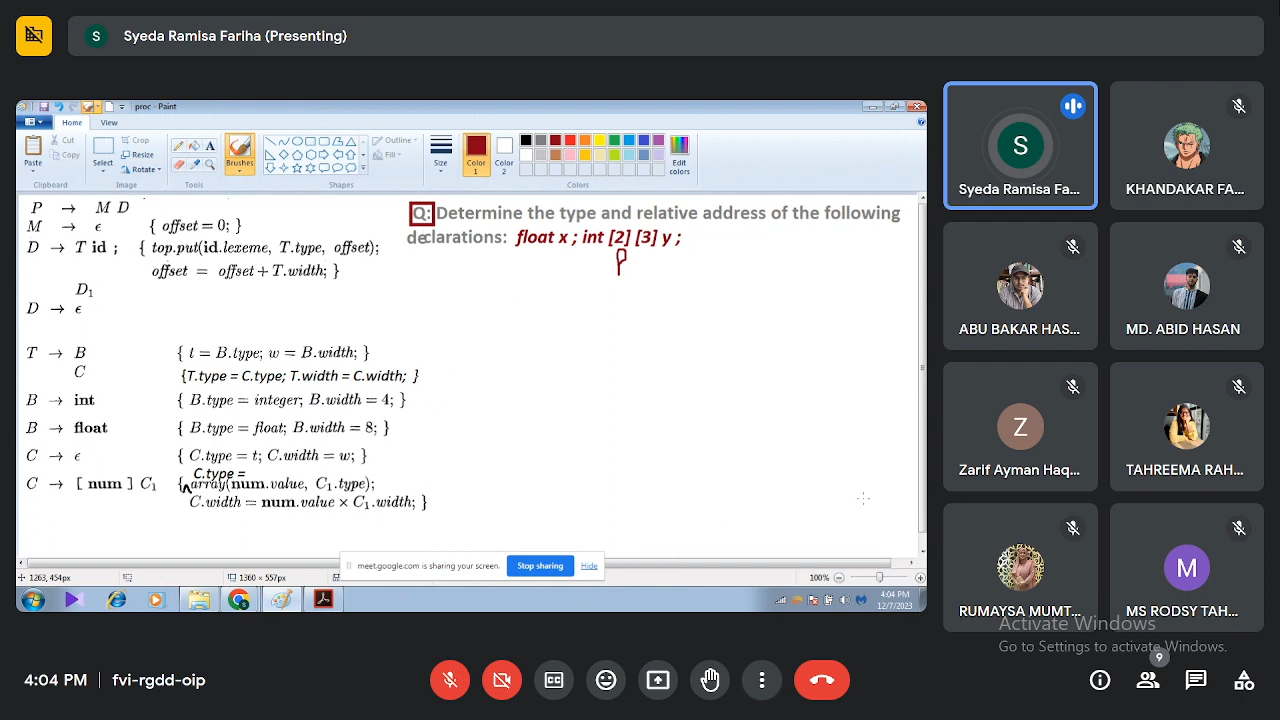 S Syeda Ramisa Fariha (Presenting)
proc - Paint
Home View
Paste Cut Copy Select Crop Resize Rotate Brushes Outline Fill Size Color 1 Color 2 Edit colors
Clipboard Image Tools Shapes Colors
P → M D
M → ϵ { offset = 0; }
D → T id ; { top.put(id.lexeme, T.type, offset);
offset = offset + T.width; }
D₁
D → ϵ
T → B { t = B.type; w = B.width; }
C {T.type = C.type; T.width = C.width; }
B → int { B.type = integer; B.width = 4; }
B → float { B.type = float; B.width = 8; }
C → ϵ { C.type = t; C.width = w; }
C.type =
C → [ num ] C₁ { array(num.value, C₁.type);
C.width = num.value × C₁.width; }
Q: Determine the type and relative address of the following
declarations: float x ; int [2] [3] y ;
P
meet.google.com is sharing your screen. Stop sharing Hide
1263, 454px 1360 × 557px 100%
4:04 PM
12/7/2023
S
Syeda Ramisa Fa...
KHANDAKAR FA...
ABU BAKAR HAS...
MD. ABID HASAN
Z
Zarif Ayman Haq...
TAHREEMA RAH...
RUMAYSA MUMT...
M
MS RODSY TAH...
Activate Windows
Go to Settings to activate Windows.
4:04 PM | fvi-rgdd-oip
9